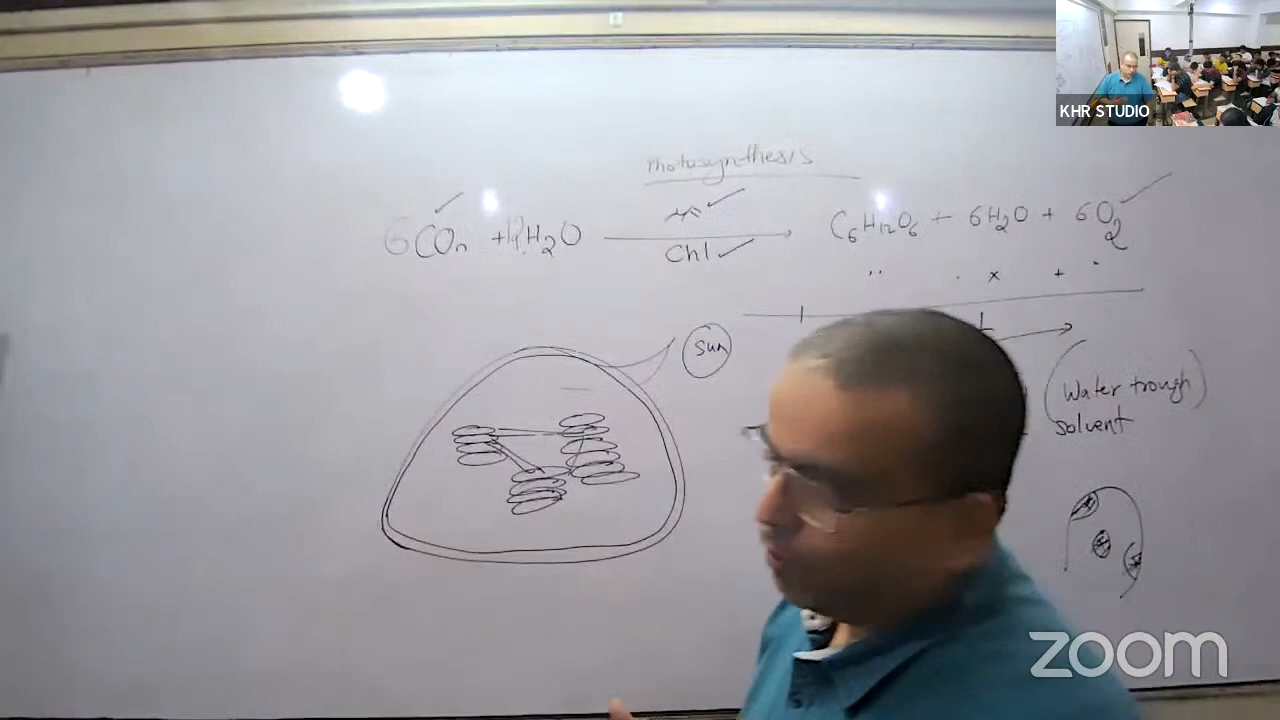 KHR STUDIO
Photosynthesis
6CO2 + 12H2O
Chl
C6H12O6 + 6H2O + 6O2
x +
sun
(Water trough)
solvent
zoom